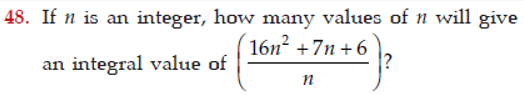 48. If n is an integer, how many values of n will give
an integral value of (16n² + 7n + 6 / n)?